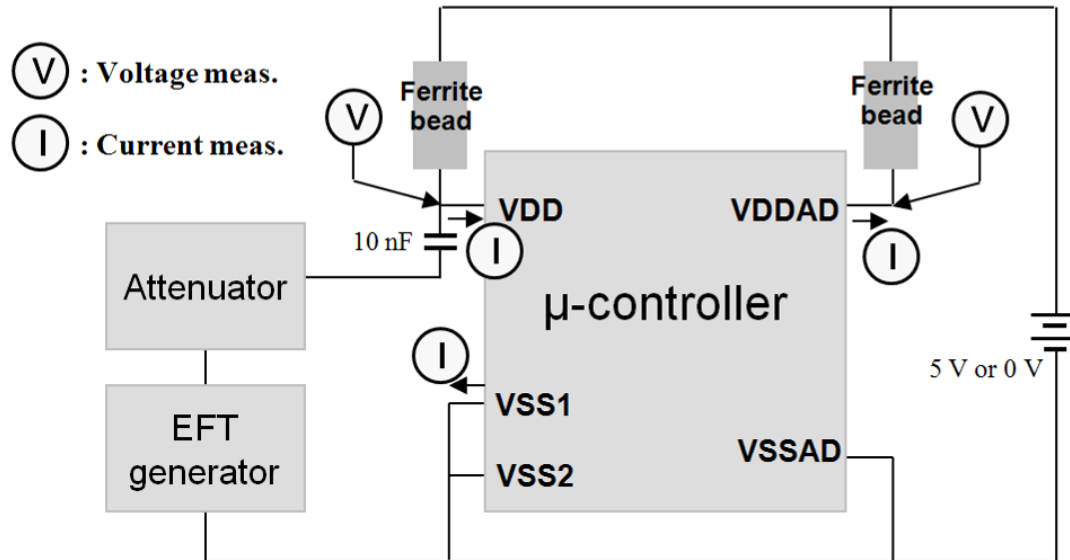 V : Voltage meas.
I : Current meas.
Ferrite
bead
V
Ferrite
bead
V
VDD
VDDAD
10 nF
I
I
Attenuator
μ-controller
I
5 V or 0 V
VSS1
EFT
generator
VSSAD
VSS2